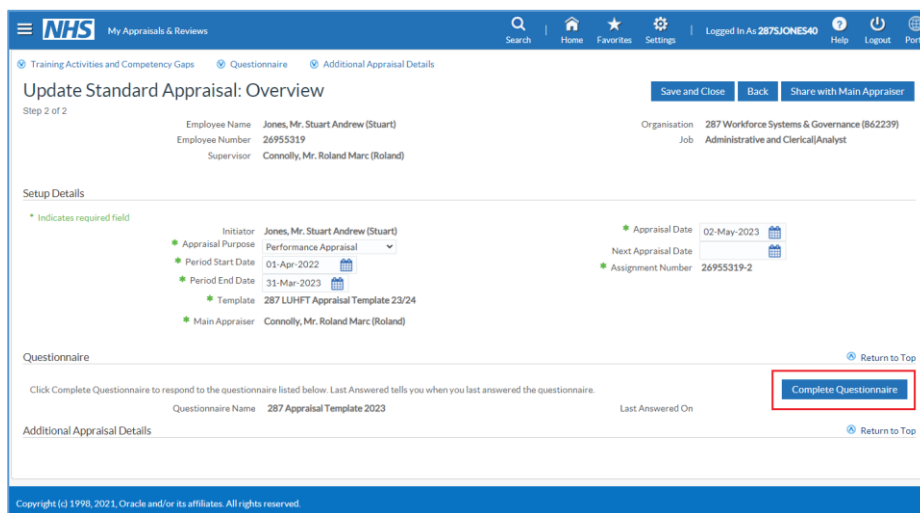 NHS My Appraisals & Reviews Search Home Favorites Settings Logged In As 287SJONES40 Help Logout Port
Training Activities and Competency Gaps Questionnaire Additional Appraisal Details
Update Standard Appraisal: Overview Save and Close Back Share with Main Appraiser
Step 2 of 2
Employee Name Jones, Mr. Stuart Andrew (Stuart) Organisation 287 Workforce Systems & Governance (862239)
Employee Number 26955319 Job Administrative and Clerical|Analyst
Supervisor Connolly, Mr. Roland Marc (Roland)
Setup Details
* Indicates required field
Initiator Jones, Mr. Stuart Andrew (Stuart) * Appraisal Date 02-May-2023
* Appraisal Purpose Performance Appraisal Next Appraisal Date
* Period Start Date 01-Apr-2022 * Assignment Number 26955319-2
* Period End Date 31-Mar-2023
* Template 287 LUHFT Appraisal Template 23/24
* Main Appraiser Connolly, Mr. Roland Marc (Roland)
Questionnaire Return to Top
Click Complete Questionnaire to respond to the questionnaire listed below. Last Answered tells you when you last answered the questionnaire. Complete Questionnaire
Questionnaire Name 287 Appraisal Template 2023 Last Answered On
Additional Appraisal Details Return to Top
Copyright (c) 1998, 2021, Oracle and/or its affiliates. All rights reserved.